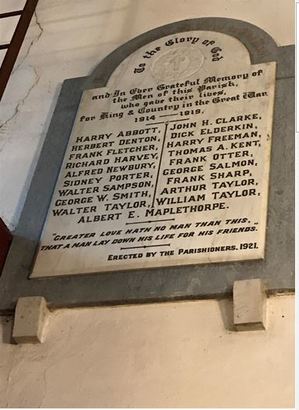 To the Glory of God
and In Ever Grateful Memory of
the Men of this Parish,
who gave their lives,
for King & Country in the Great War
1914 — 1919.
HARRY ABBOTT,
HERBERT DENTON,
FRANK FLETCHER,
RICHARD HARVEY,
ALFRED NEWBURY,
SIDNEY PORTER,
WALTER SAMPSON,
GEORGE W. SMITH,
WALTER TAYLOR,
JOHN H. CLARKE,
DICK ELDERKIN,
HARRY FREEMAN,
THOMAS A. KENT,
FRANK OTTER,
GEORGE SALMON,
FRANK SHARP,
ARTHUR TAYLOR,
WILLIAM TAYLOR,
ALBERT E. MAPLETHORPE.
"GREATER LOVE HATH NO MAN THAN THIS,"
THAT A MAN LAY DOWN HIS LIFE FOR HIS FRIENDS.
ERECTED BY THE PARISHIONERS. 1921.